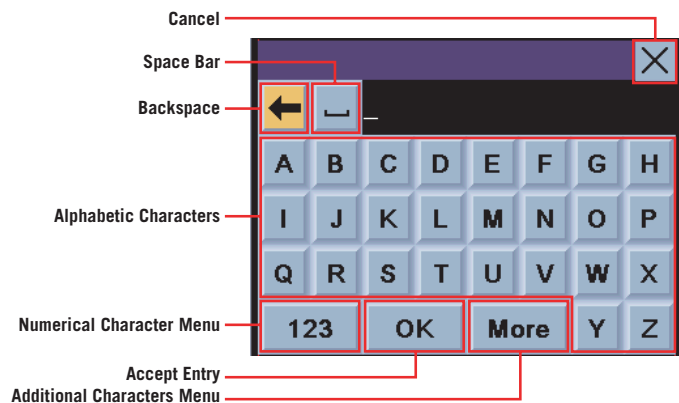 Cancel
Space Bar
Backspace
_
A B C D E F G H
Alphabetic Characters
I J K L M N O P
Q R S T U V W X
Numerical Character Menu
123 OK More Y Z
Accept Entry
Additional Characters Menu